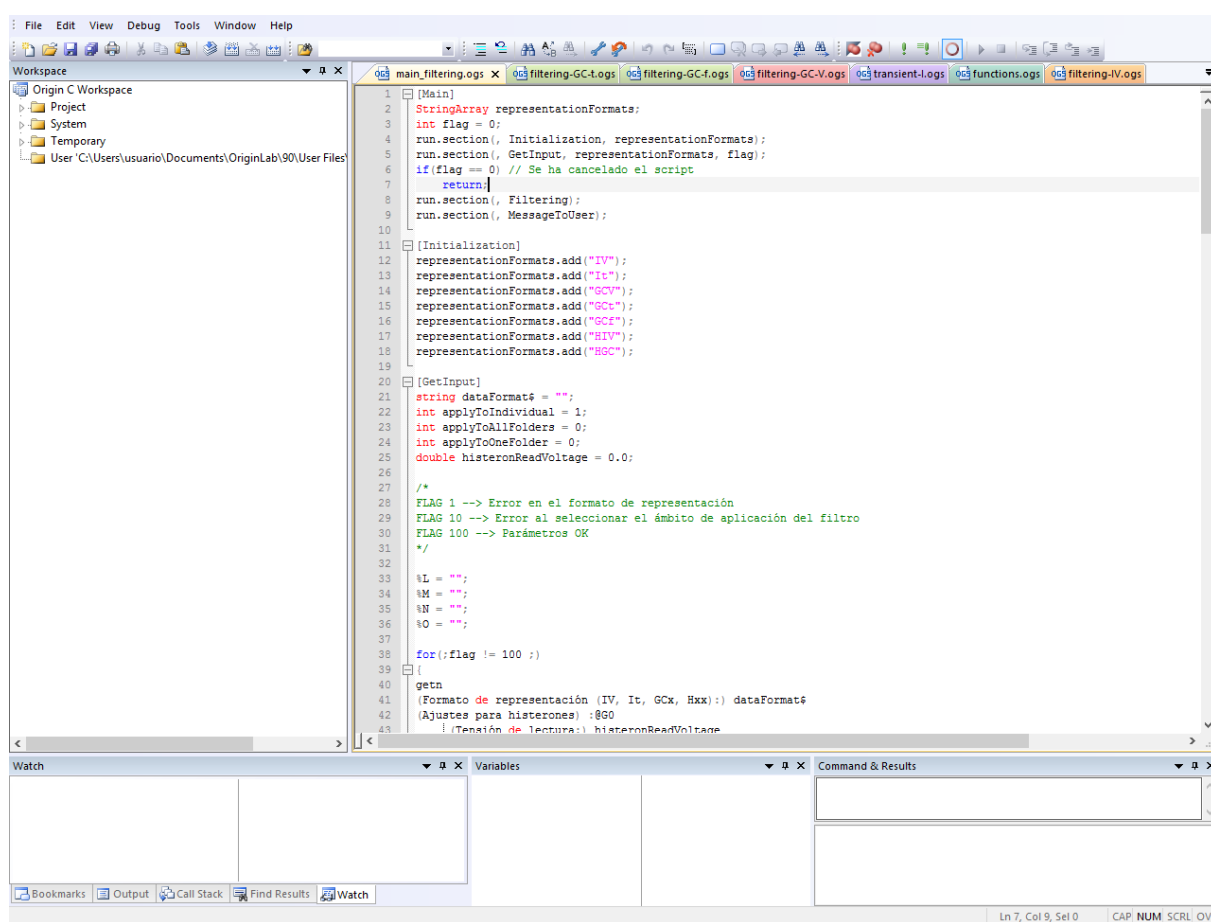 File Edit View Debug Tools Window Help
Workspace
Origin C Workspace
Project
System
Temporary
User 'C:\Users\usuario\Documents\OriginLab\90\User Files'
main_filtering.ogs filtering-GC-t.ogs filtering-GC-f.ogs filtering-GC-V.ogs transient-I.ogs functions.ogs filtering-IV.ogs
1 [Main]
2 StringArray representationFormats;
3 int flag = 0;
4 run.section(, Initialization, representationFormats);
5 run.section(, GetInput, representationFormats, flag);
6 if(flag == 0) // Se ha cancelado el script
7 return;
8 run.section(, Filtering);
9 run.section(, MessageToUser);
10
11 [Initialization]
12 representationFormats.add("IV");
13 representationFormats.add("It");
14 representationFormats.add("GCV");
15 representationFormats.add("GCt");
16 representationFormats.add("GCf");
17 representationFormats.add("HIV");
18 representationFormats.add("HGC");
19
20 [GetInput]
21 string dataFormat$ = "";
22 int applyToIndividual = 1;
23 int applyToAllFolders = 0;
24 int applyToOneFolder = 0;
25 double histeronReadVoltage = 0.0;
26
27 /*
28 FLAG 1 --> Error en el formato de representación
29 FLAG 10 --> Error al seleccionar el ámbito de aplicación del filtro
30 FLAG 100 --> Parámetros OK
31 */
32
33 %L = "";
34 %M = "";
35 %N = "";
36 %O = "";
37
38 for(;flag != 100 ;)
39 {
40 getn
41 (Formato de representación (IV, It, GCx, Hxx):) dataFormat$
42 (Ajustes para histerones) :@G0
43 (Tensión de lectura:) histeronReadVoltage
Watch
Variables
Command & Results
Bookmarks Output Call Stack Find Results Watch
Ln 7, Col 9, Sel 0 CAP NUM SCRL OV